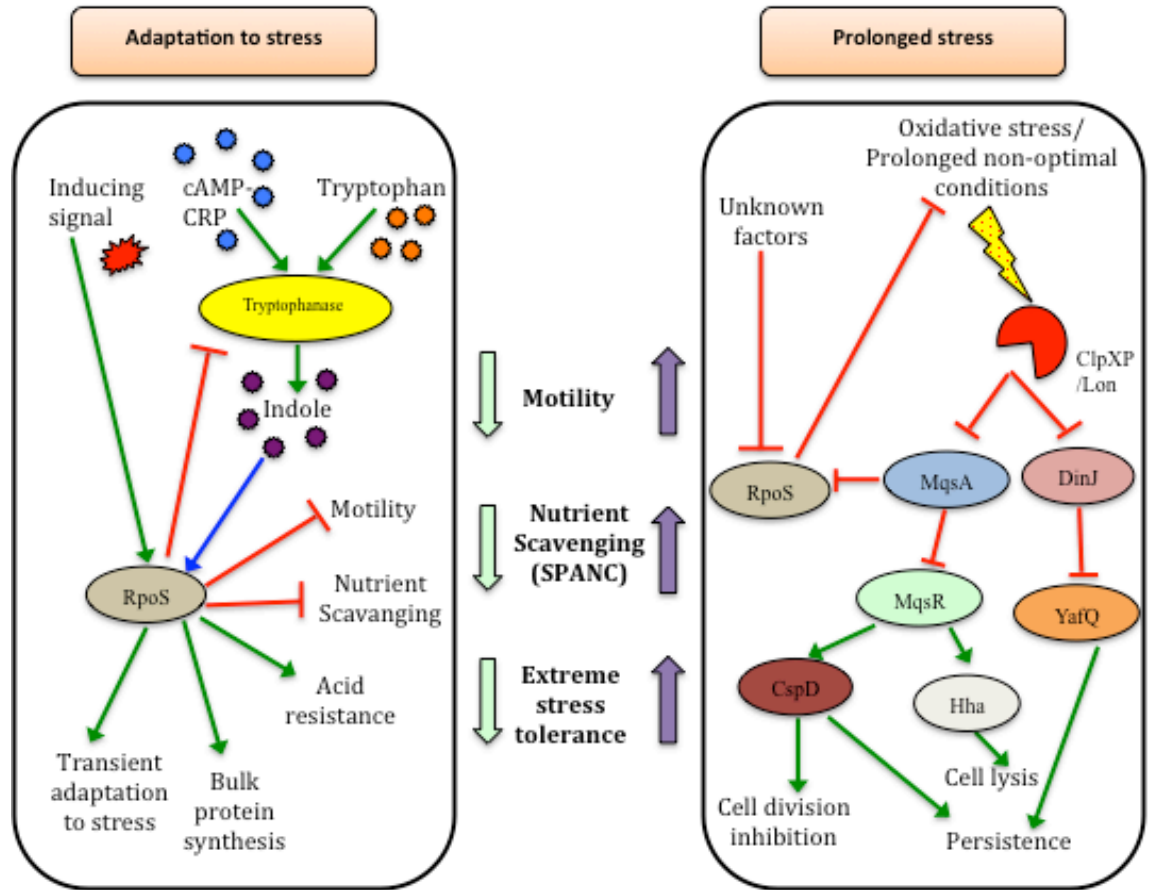 Adaptation to stress
Inducing
signal
cAMP-
CRP
Tryptophan
Tryptophanase
Indole
Motility
Nutrient
Scavanging
RpoS
Acid
resistance
Transient
adaptation
to stress
Bulk
protein
synthesis
Motility
Nutrient
Scavenging
(SPANC)
Extreme
stress
tolerance
Prolonged stress
Oxidative stress/
Prolonged non-optimal
conditions
Unknown
factors
ClpXP
/Lon
RpoS
MqsA
DinJ
MqsR
YafQ
CspD
Hha
Cell lysis
Cell division
inhibition
Persistence